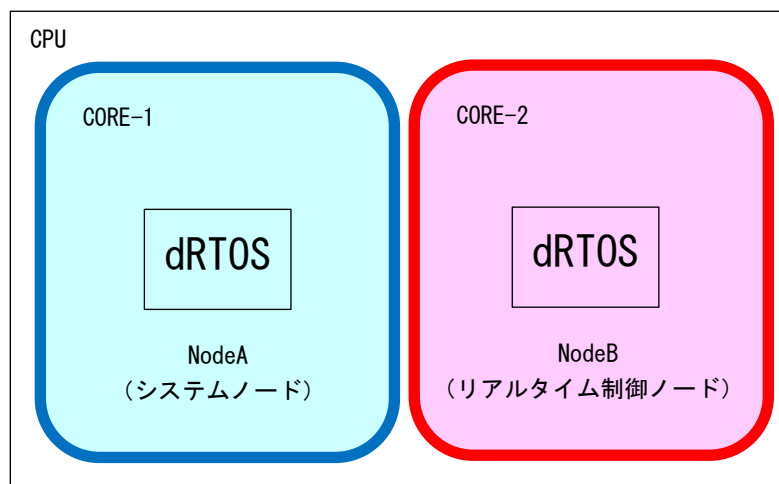 CPU
CORE-1
dRTOS
NodeA
（システムノード）
CORE-2
dRTOS
NodeB
（リアルタイム制御ノード）